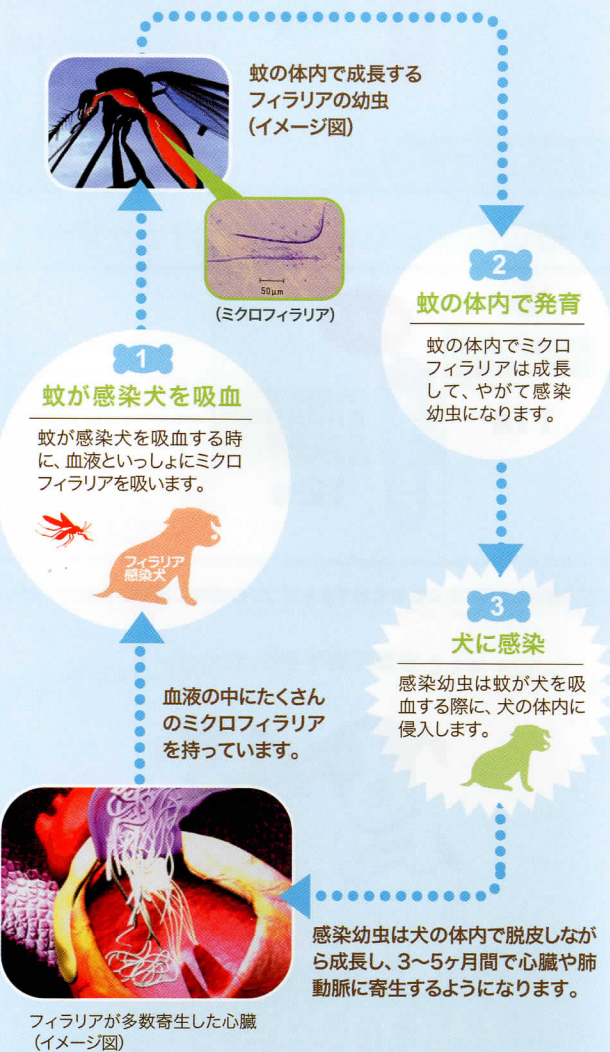 蚊の体内で成長する
フィラリアの幼虫
（イメージ図）
50μm
（ミクロフィラリア）
1
蚊が感染犬を吸血
蚊が感染犬を吸血する時
に、血液といっしょにミクロ
フィラリアを吸います。
フィラリア
感染犬
2
蚊の体内で発育
蚊の体内でミクロ
フィラリアは成長
して、やがて感染
幼虫になります。
3
犬に感染
感染幼虫は蚊が犬を吸
血する際に、犬の体内に
侵入します。
感染幼虫は犬の体内で脱皮しなが
ら成長し、3〜5ヶ月間で心臓や肺
動脈に寄生するようになります。
血液の中にたくさん
のミクロフィラリア
を持っています。
フィラリアが多数寄生した心臓
（イメージ図）